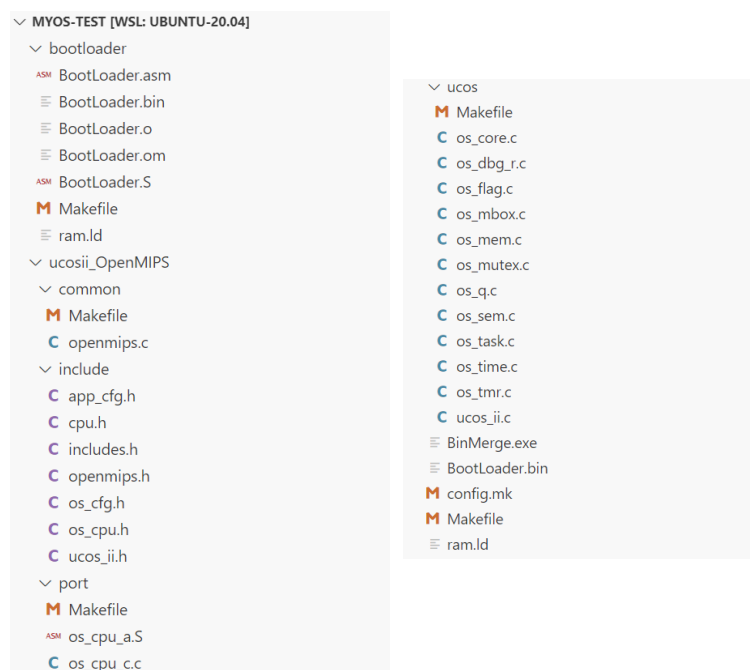 MYOS-TEST [WSL: UBUNTU-20.04]
bootloader
ASM BootLoader.asm
BootLoader.bin
BootLoader.o
BootLoader.om
ASM BootLoader.S
M Makefile
ram.ld
ucosii_OpenMIPS
common
M Makefile
C openmips.c
include
C app_cfg.h
C cpu.h
C includes.h
C openmips.h
C os_cfg.h
C os_cpu.h
C ucos_ii.h
port
M Makefile
ASM os_cpu_a.S
C os_cpu_c.c
ucos
M Makefile
C os_core.c
C os_dbg_r.c
C os_flag.c
C os_mbox.c
C os_mem.c
C os_mutex.c
C os_q.c
C os_sem.c
C os_task.c
C os_time.c
C os_tmr.c
C ucos_ii.c
BinMerge.exe
BootLoader.bin
M config.mk
M Makefile
ram.ld